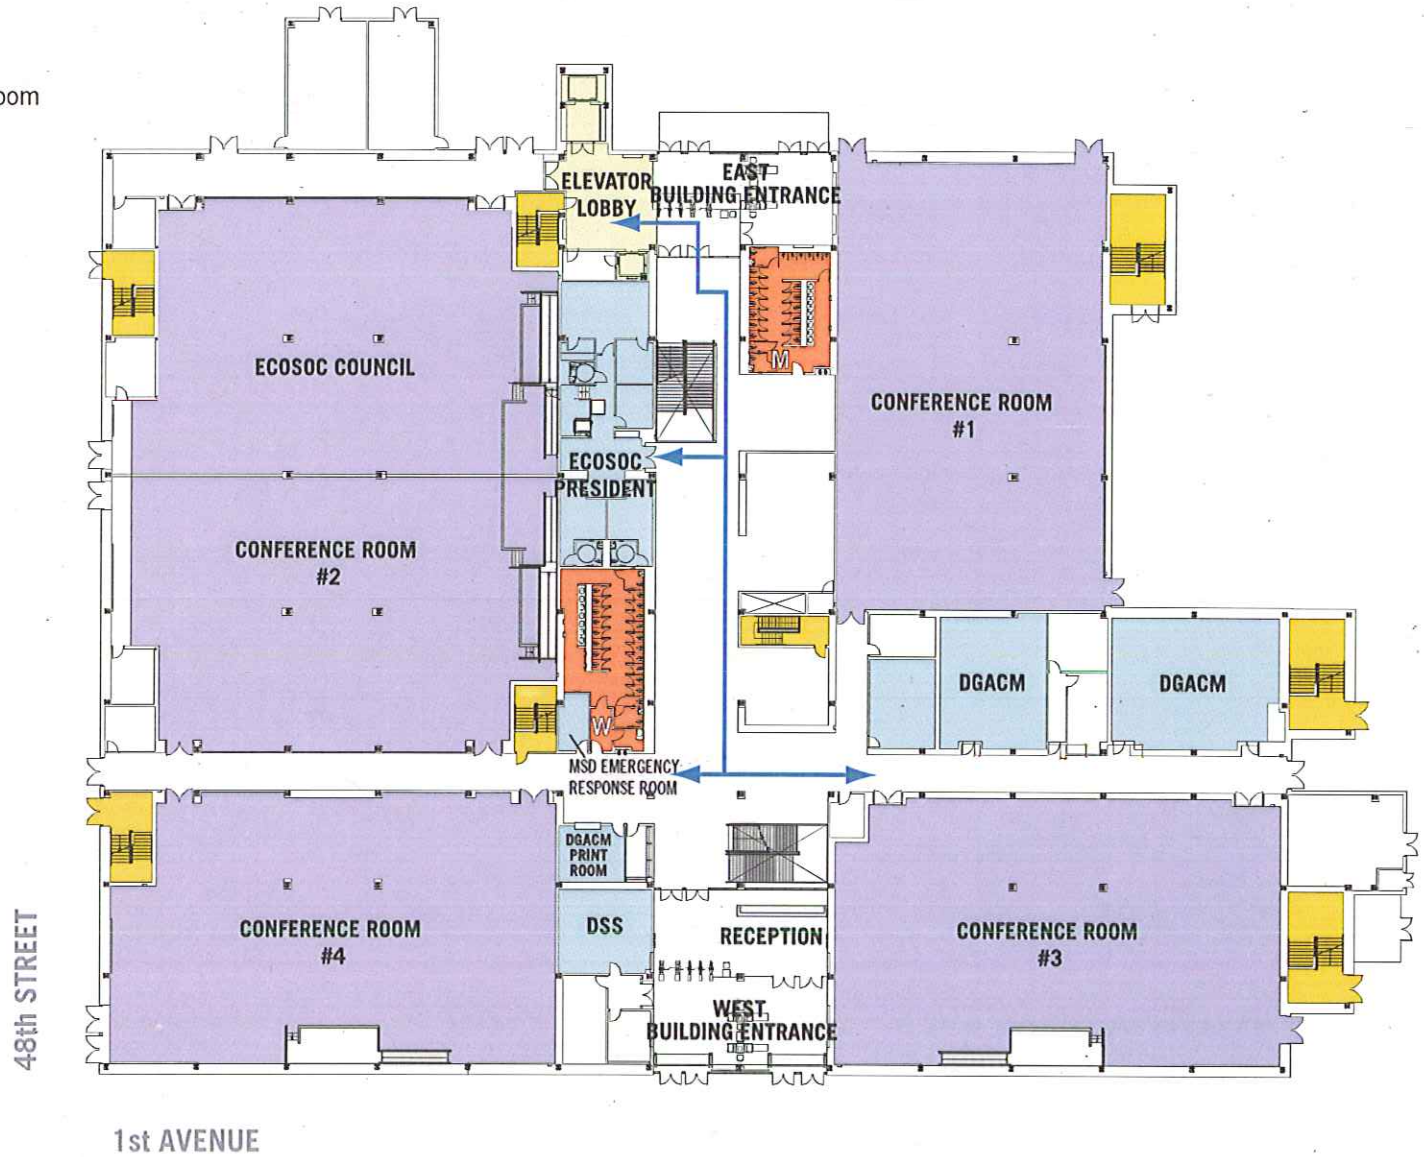 oom
EAST
BUILDING ENTRANCE
ELEVATOR
LOBBY
ECOSOC COUNCIL
M
CONFERENCE ROOM
#1
ECOSOC
PRESIDENT
CONFERENCE ROOM
#2
DGACM
DGACM
W
MSD EMERGENCY
RESPONSE ROOM
DGACM
PRINT
ROOM
CONFERENCE ROOM
#4
DSS
RECEPTION
CONFERENCE ROOM
#3
WEST
BUILDING ENTRANCE
48th STREET
1st AVENUE